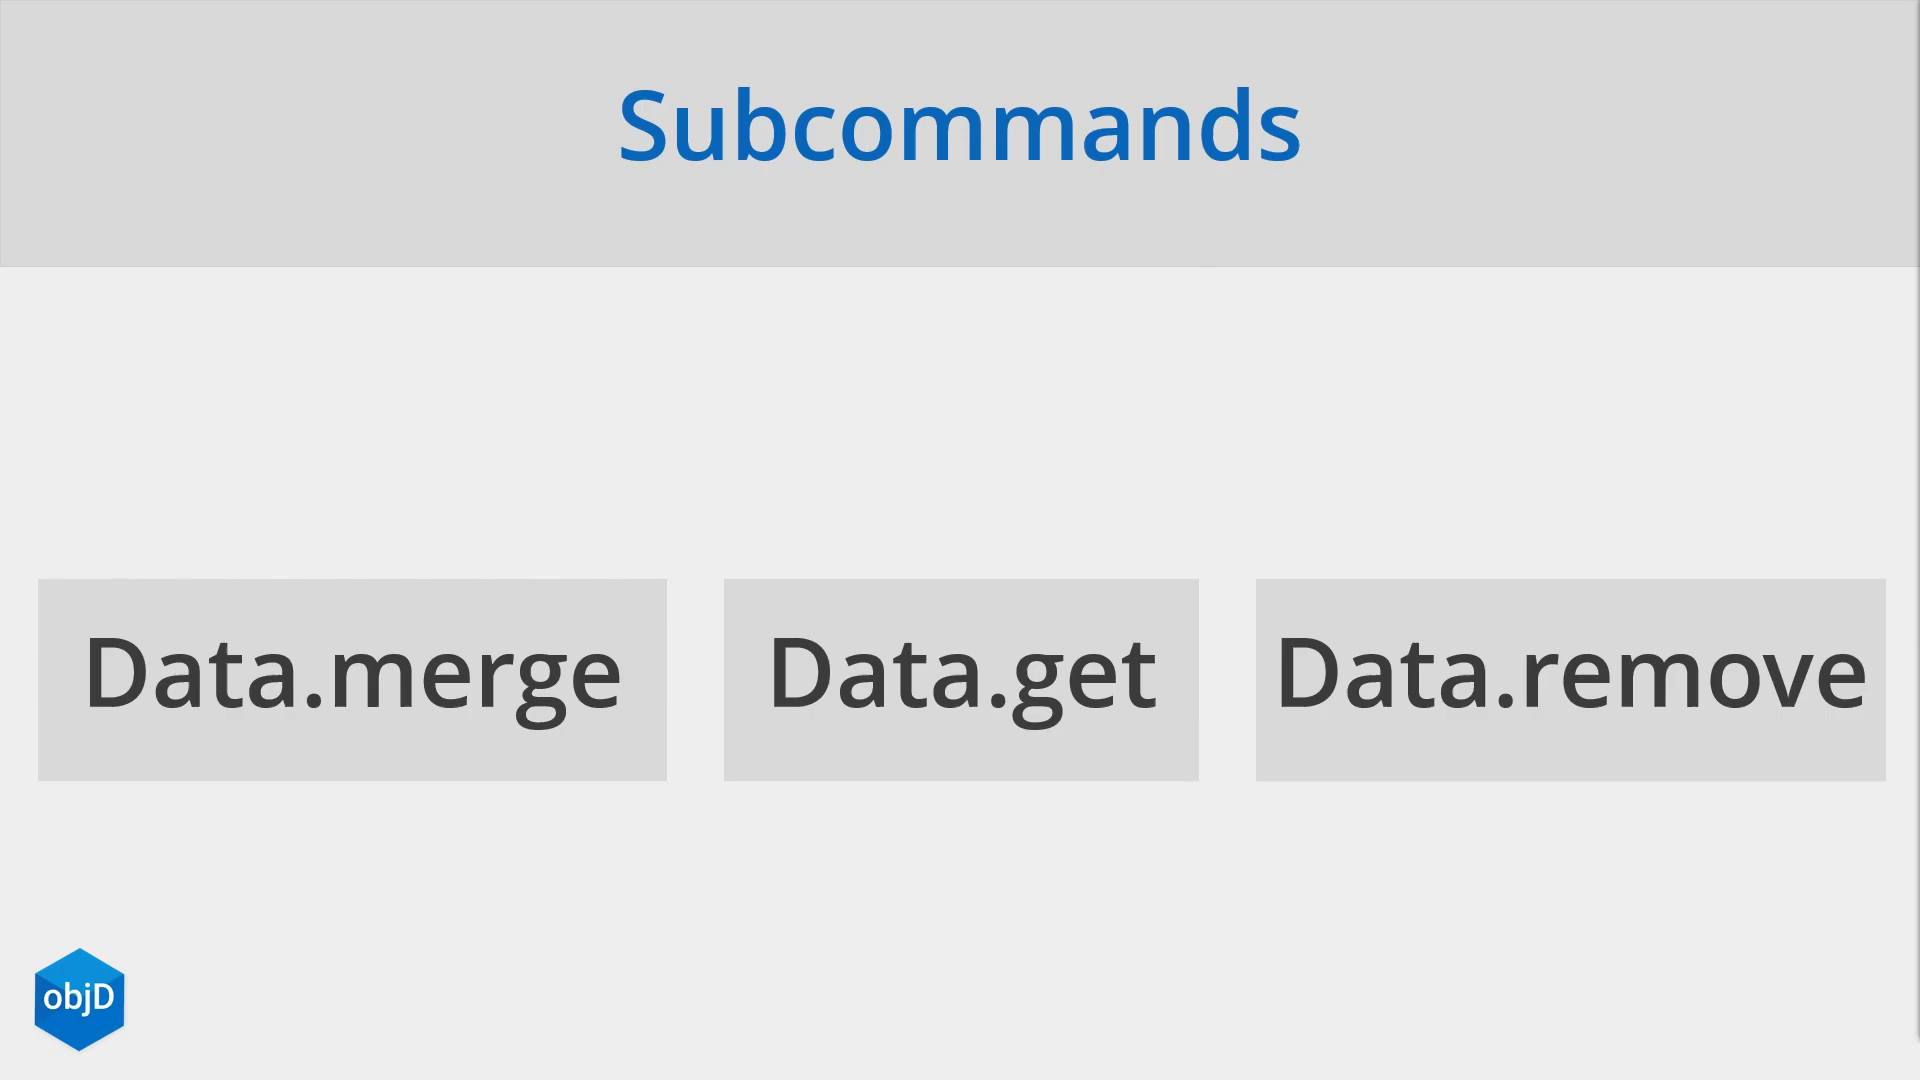 Subcommands
Data.merge
Data.get
Data.remove
objD